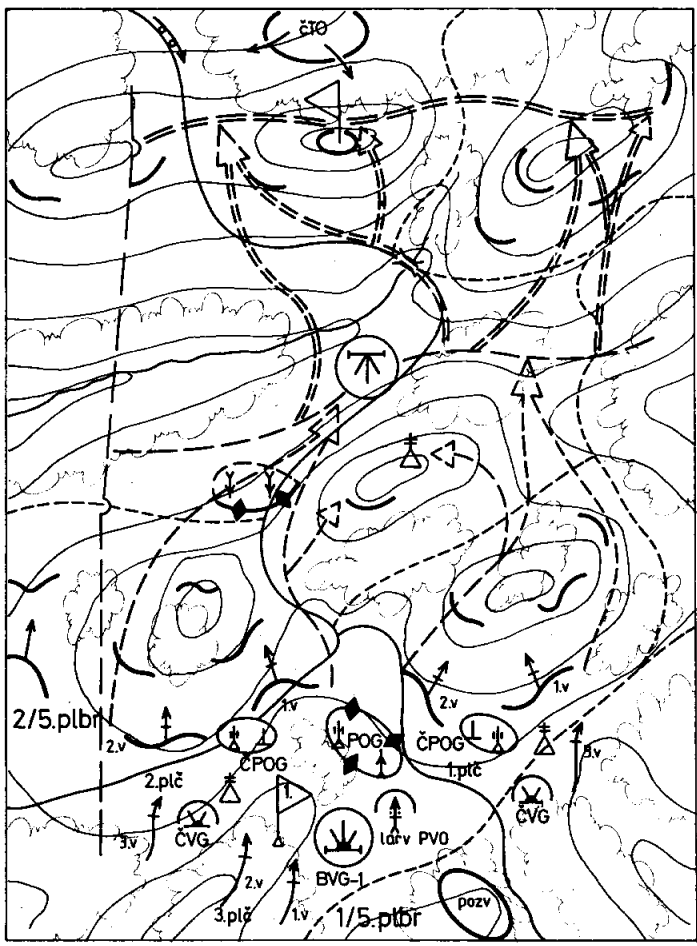 čTO
2/5.plbr
1.v
2.v
1.v
2.v
POG
ČPOG
ČPOG
3.v
1.plč
2.plč
1.
ČVG
ČVG
3.v
larv PVO
BVG-1
2.v
1.v
3.plč
1/5.plbr
pozv